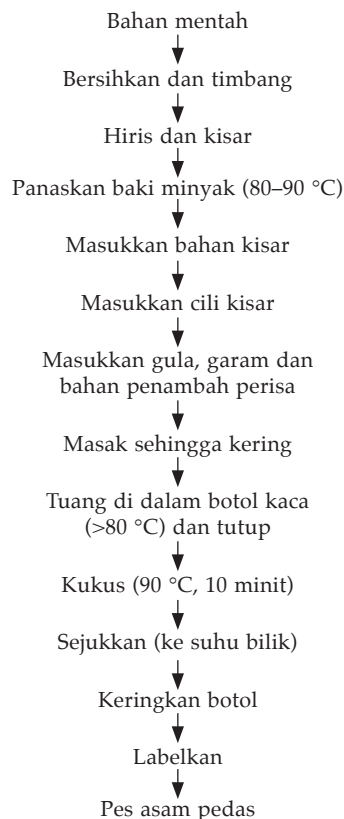 Bahan mentah
Bersihkan dan timbang
Hiris dan kisar
Panaskan baki minyak (80–90 °C)
Masukkan bahan kisar
Masukkan cili kisar
Masukkan gula, garam dan
bahan penambah perisa
Masak sehingga kering
Tuang di dalam botol kaca
(>80 °C) dan tutup
Kukus (90 °C, 10 minit)
Sejukkan (ke suhu bilik)
Keringkan botol
Labelkan
Pes asam pedas